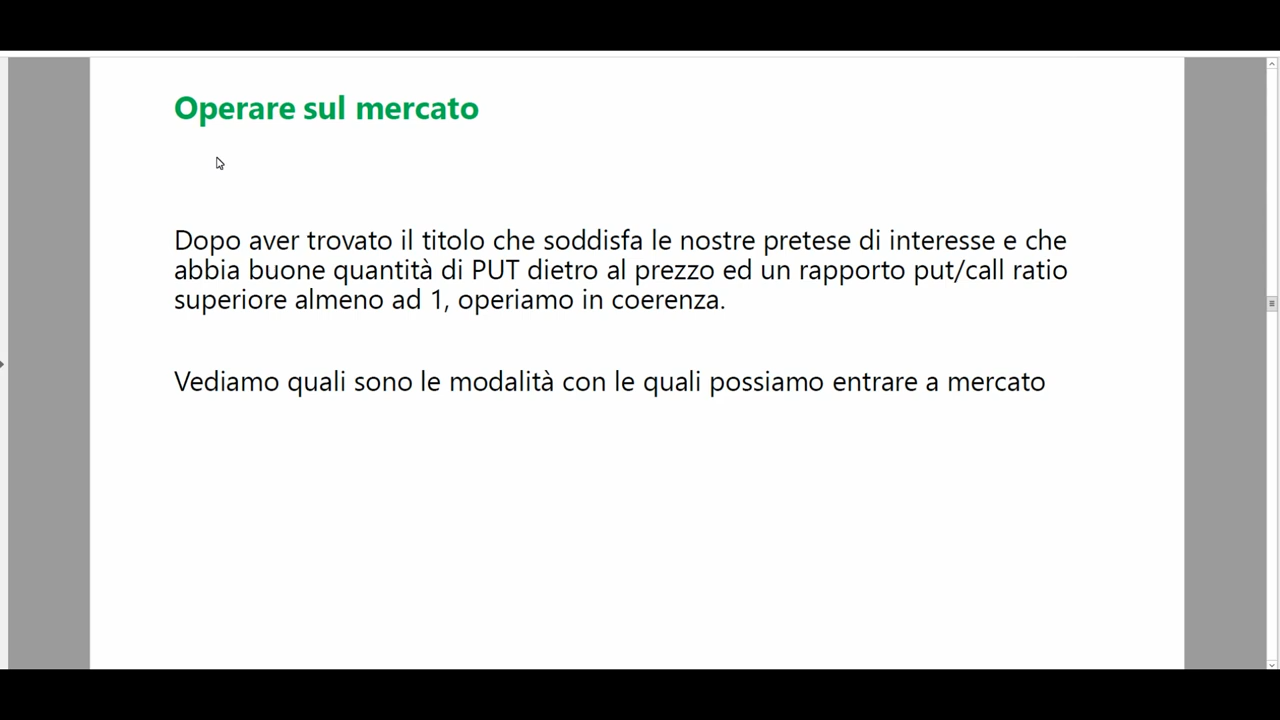 Operare sul mercato
Dopo aver trovato il titolo che soddisfa le nostre pretese di interesse e che
abbia buone quantità di PUT dietro al prezzo ed un rapporto put/call ratio
superiore almeno ad 1, operiamo in coerenza.
Vediamo quali sono le modalità con le quali possiamo entrare a mercato